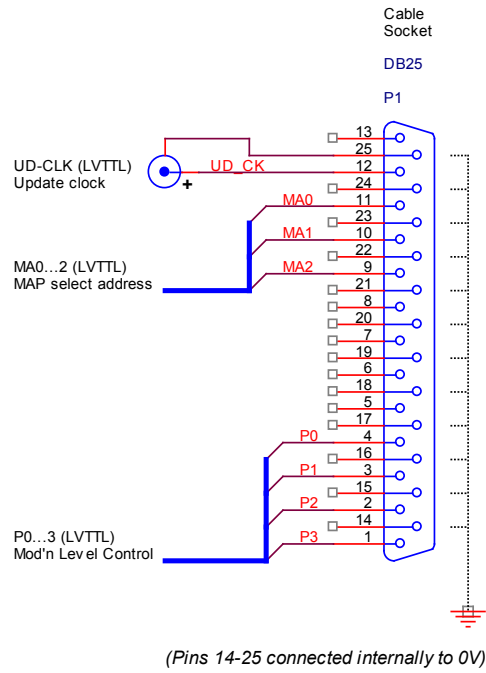 Cable
Socket
DB25
P1
13
25
UD-CLK (LVTTL)
Update clock
UD_CK
12
+
24
MA0
11
23
MA1
10
22
MA0...2 (LVTTL)
MAP select address
MA2
9
21
8
20
7
19
6
18
5
17
P0
4
16
P1
3
15
P2
2
14
P0...3 (LVTTL)
Mod'n Level Control
P3
1
(Pins 14-25 connected internally to 0V)